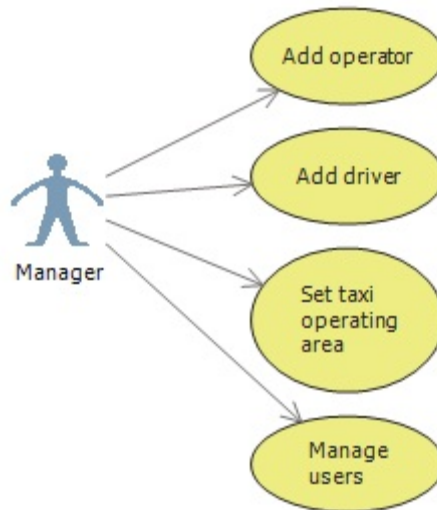 Add operator
Add driver
Manager
Set taxi
operating
area
Manage
users